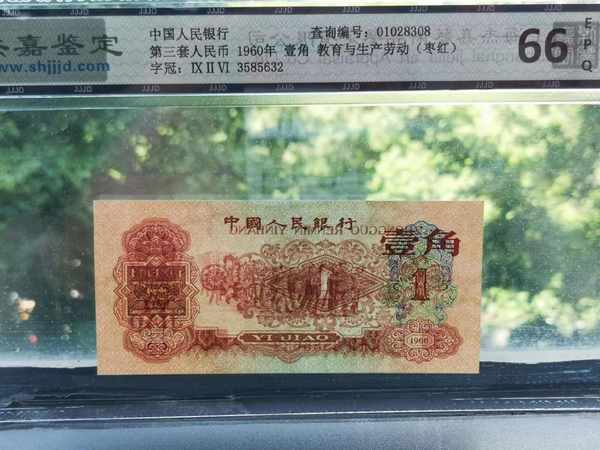 嘉鉴定
www.shjjjd.com
中国人民银行 查询编号: 01028308
第三套人民币 1960年 壹角 教育与生产劳动（枣红）
字冠: IX II VI 3585632
66
EPQ
中國人民銀行
壹角
1
YI JIAO
1960